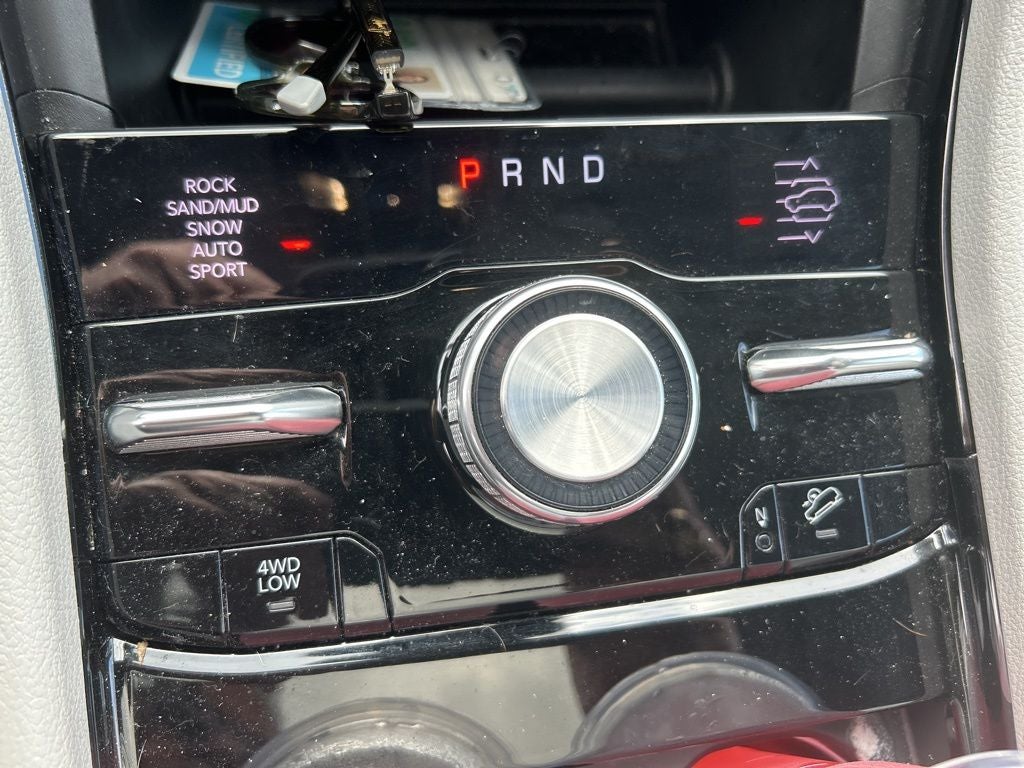 P R N D
ROCK
SAND/MUD
SNOW
AUTO
SPORT
N
4WD
LOW